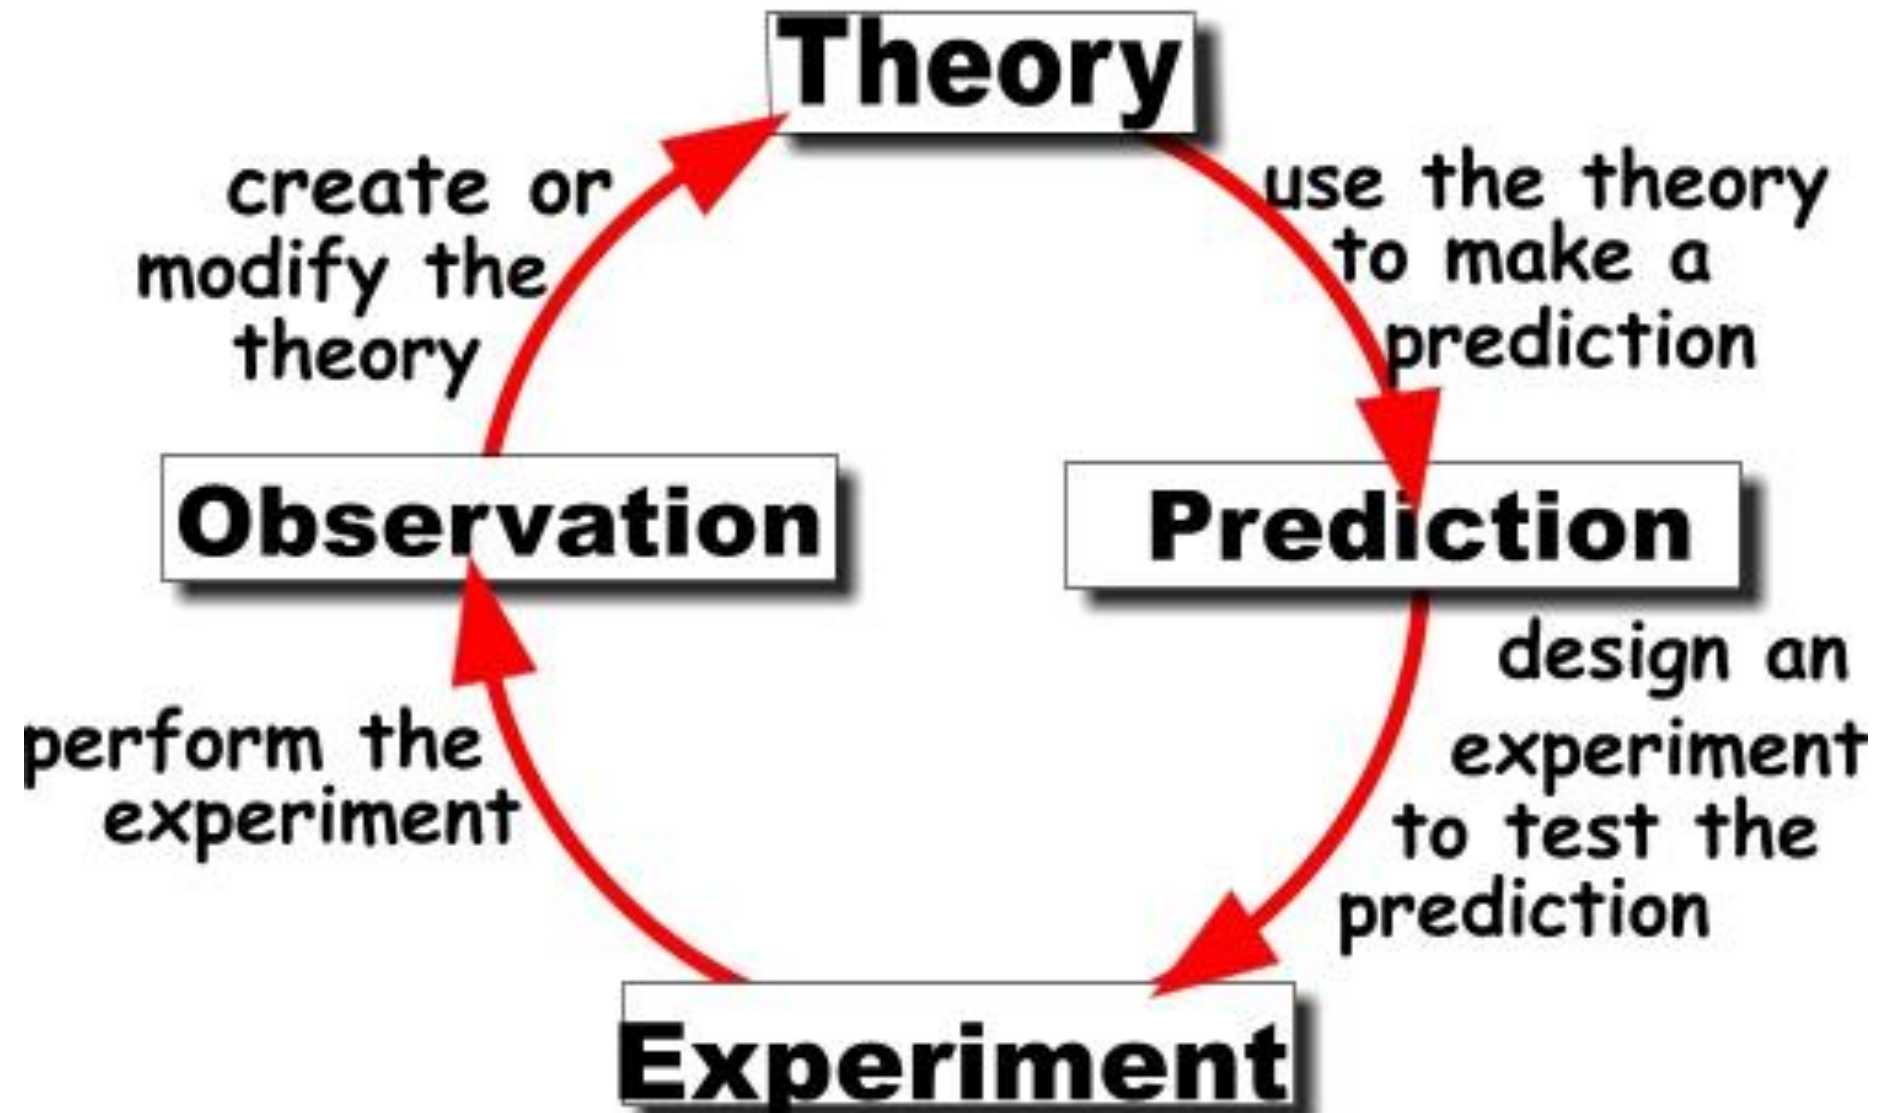 Theory
use the theory
to make a
prediction
Prediction
design an
experiment
to test the
prediction
Experiment
perform the
experiment
Observation
create or
modify the
theory